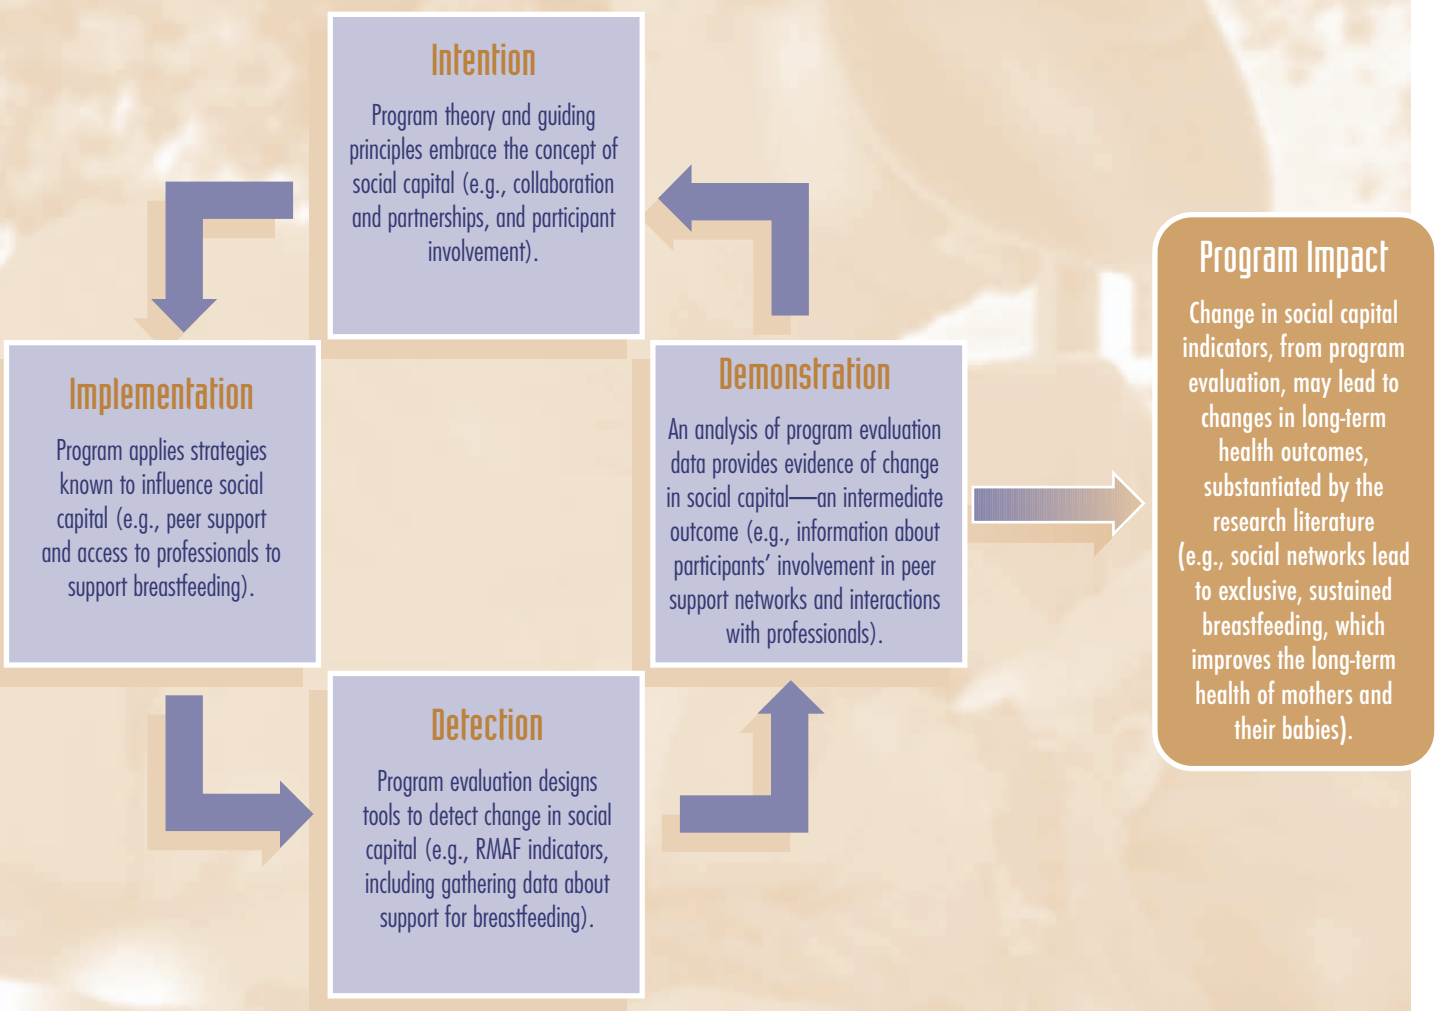 Intention
Program theory and guiding
principles embrace the concept of
social capital (e.g., collaboration
and partnerships, and participant
involvement).
Implementation
Program applies strategies
known to influence social
capital (e.g., peer support
and access to professionals to
support breastfeeding).
Detection
Program evaluation designs
tools to detect change in social
capital (e.g., RMAF indicators,
including gathering data about
support for breastfeeding).
Demonstration
An analysis of program evaluation
data provides evidence of change
in social capital—an intermediate
outcome (e.g., information about
participants’ involvement in peer
support networks and interactions
with professionals).
Program Impact
Change in social capital
indicators, from program
evaluation, may lead to
changes in long-term
health outcomes,
substantiated by the
research literature
(e.g., social networks lead
to exclusive, sustained
breastfeeding, which
improves the long-term
health of mothers and
their babies).